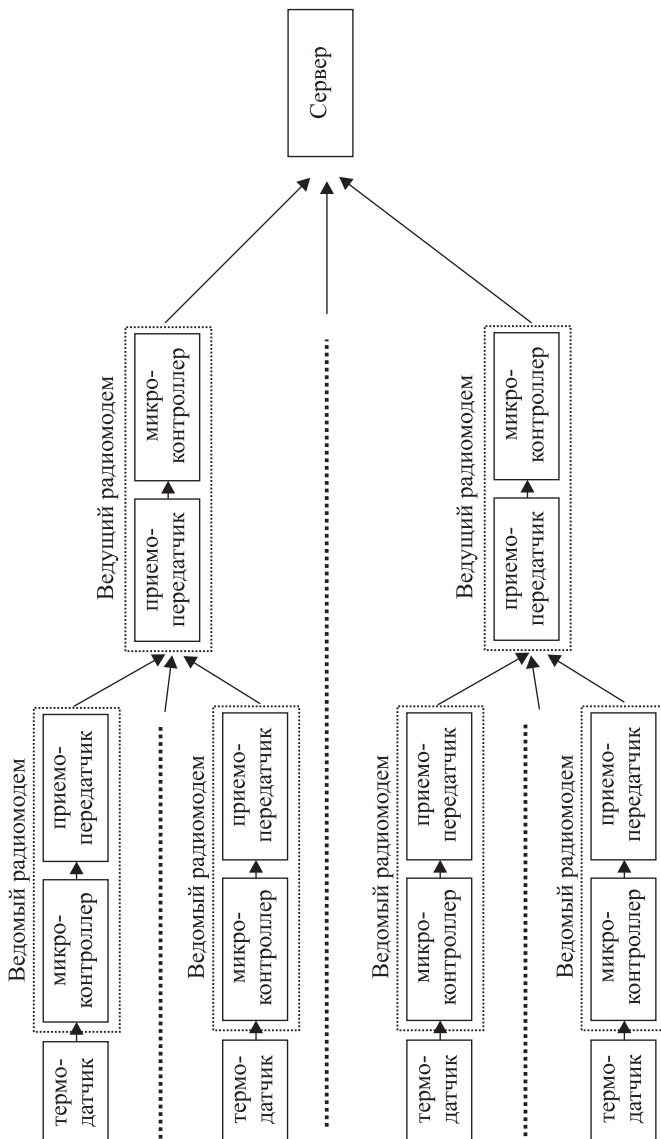 Сервер
Ведущий радиомодем
приемо-
передатчик
микро-
контроллер
Ведущий радиомодем
приемо-
передатчик
микро-
контроллер
Ведомый радиомодем
термо-
датчик
микро-
контроллер
приемо-
передатчик
Ведомый радиомодем
термо-
датчик
микро-
контроллер
приемо-
передатчик
Ведомый радиомодем
термо-
датчик
микро-
контроллер
приемо-
передатчик
Ведомый радиомодем
термо-
датчик
микро-
контроллер
приемо-
передатчик